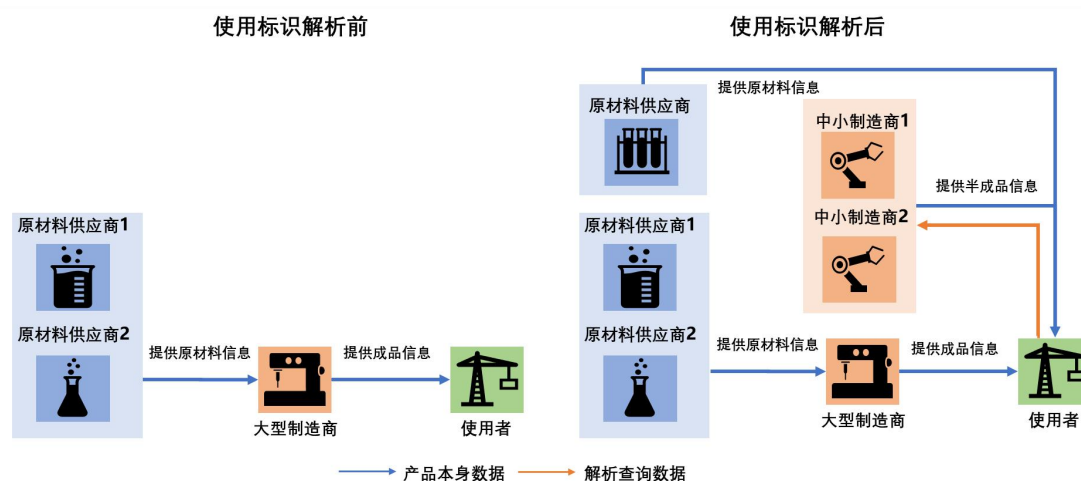 使用标识解析前
原材料供应商1
原材料供应商2
提供原材料信息
提供成品信息
大型制造商
使用者
使用标识解析后
提供原材料信息
原材料供应商
中小制造商1
提供半成品信息
中小制造商2
原材料供应商1
原材料供应商2
提供原材料信息
提供成品信息
大型制造商
使用者
产品本身数据
解析查询数据